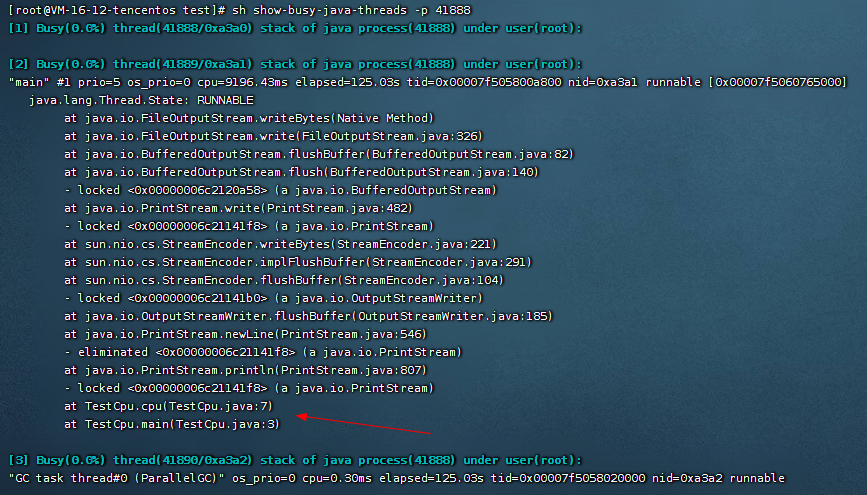 [root@VM-16-12-tencentos test]# sh show-busy-java-threads -p 41888
[1] Busy(0.0%) thread(41888/0xa3a0) stack of java process(41888) under user(root):
[2] Busy(0.0%) thread(41889/0xa3a1) stack of java process(41888) under user(root):
"main" #1 prio=5 os_prio=0 cpu=9196.43ms elapsed=125.03s tid=0x00007f505800a800 nid=0xa3a1 runnable [0x00007f5060765000]
java.lang.Thread.State: RUNNABLE
at java.io.FileOutputStream.writeBytes(Native Method)
at java.io.FileOutputStream.write(FileOutputStream.java:326)
at java.io.BufferedOutputStream.flushBuffer(BufferedOutputStream.java:82)
at java.io.BufferedOutputStream.flush(BufferedOutputStream.java:140)
- locked <0x00000006c2120a58> (a java.io.BufferedOutputStream)
at java.io.PrintStream.write(PrintStream.java:482)
- locked <0x00000006c21141f8> (a java.io.PrintStream)
at sun.nio.cs.StreamEncoder.writeBytes(StreamEncoder.java:221)
at sun.nio.cs.StreamEncoder.implFlushBuffer(StreamEncoder.java:291)
at sun.nio.cs.StreamEncoder.flushBuffer(StreamEncoder.java:104)
- locked <0x00000006c21141b0> (a java.io.OutputStreamWriter)
at java.io.OutputStreamWriter.flushBuffer(OutputStreamWriter.java:185)
at java.io.PrintStream.newLine(PrintStream.java:546)
- eliminated <0x00000006c21141f8> (a java.io.PrintStream)
at java.io.PrintStream.println(PrintStream.java:807)
- locked <0x00000006c21141f8> (a java.io.PrintStream)
at TestCpu.cpu(TestCpu.java:7)
at TestCpu.main(TestCpu.java:3)
[3] Busy(0.0%) thread(41890/0xa3a2) stack of java process(41888) under user(root):
"GC task thread#0 (ParallelGC)" os_prio=0 cpu=0.30ms elapsed=125.03s tid=0x00007f5058020000 nid=0xa3a2 runnable